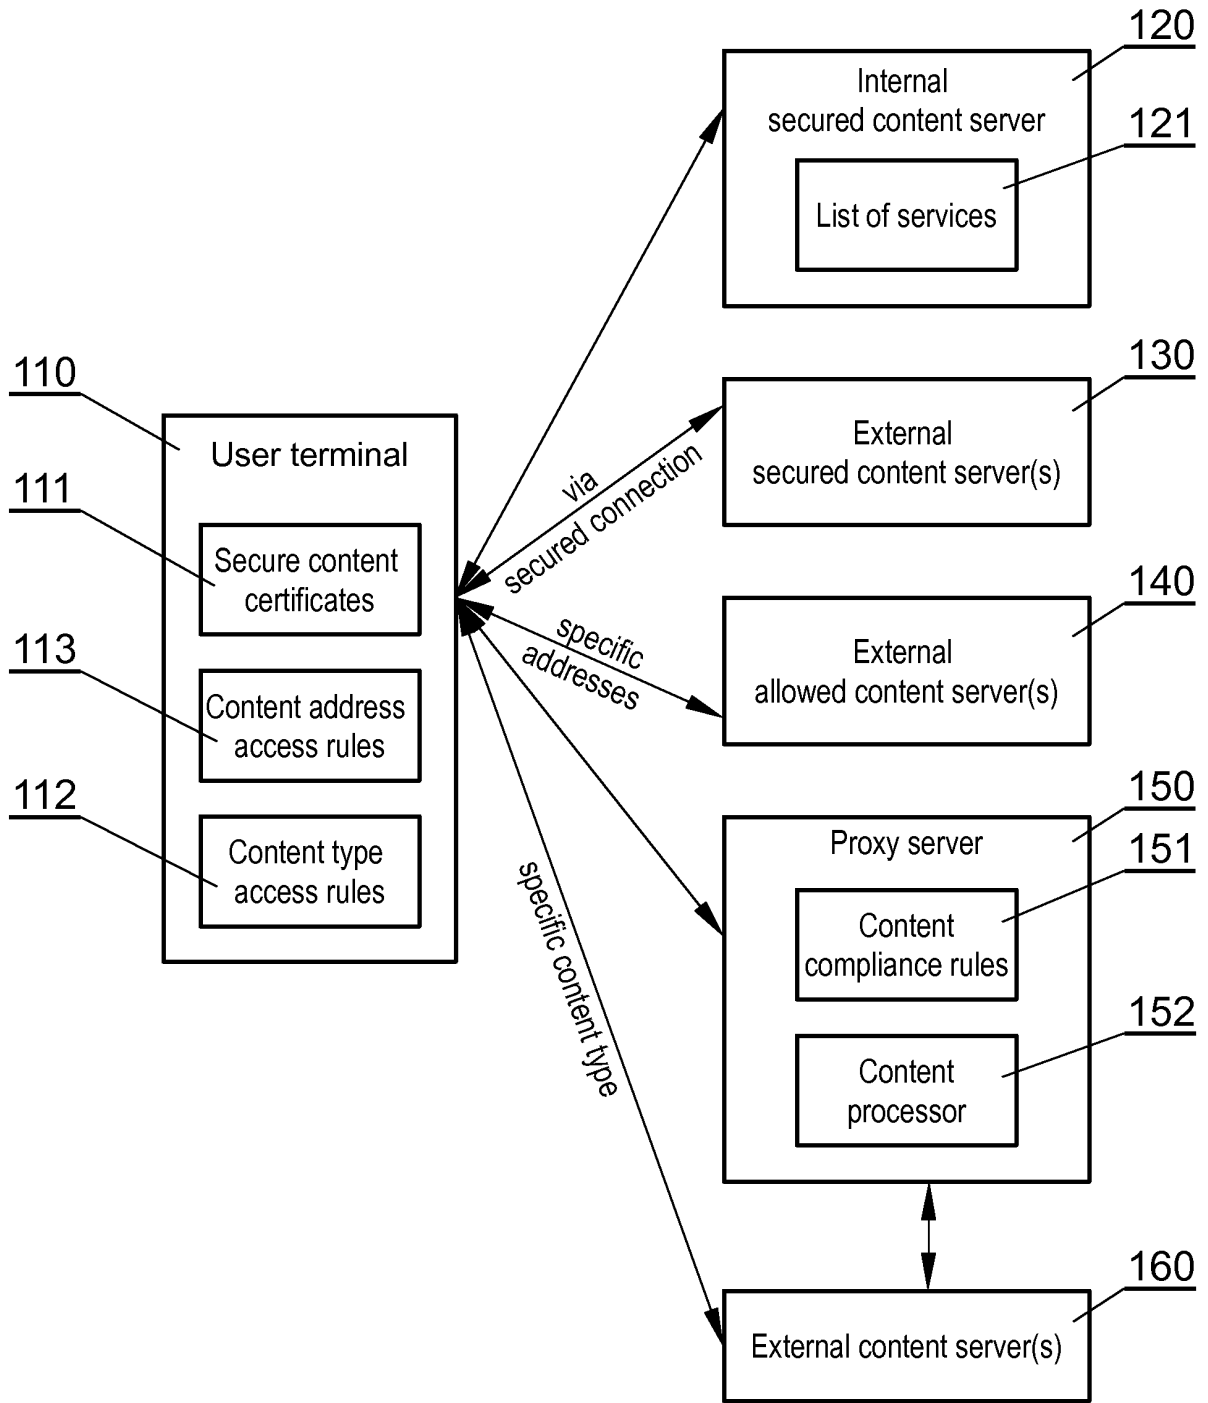 120
Internal
secured content server
121
List of services
110
User terminal
111
Secure content
certificates
113
Content address
access rules
112
Content type
access rules
via
secured connection
specific
addresses
specific content type
130
External
secured content server(s)
140
External
allowed content server(s)
150
Proxy server
151
Content
compliance rules
152
Content
processor
160
External content server(s)